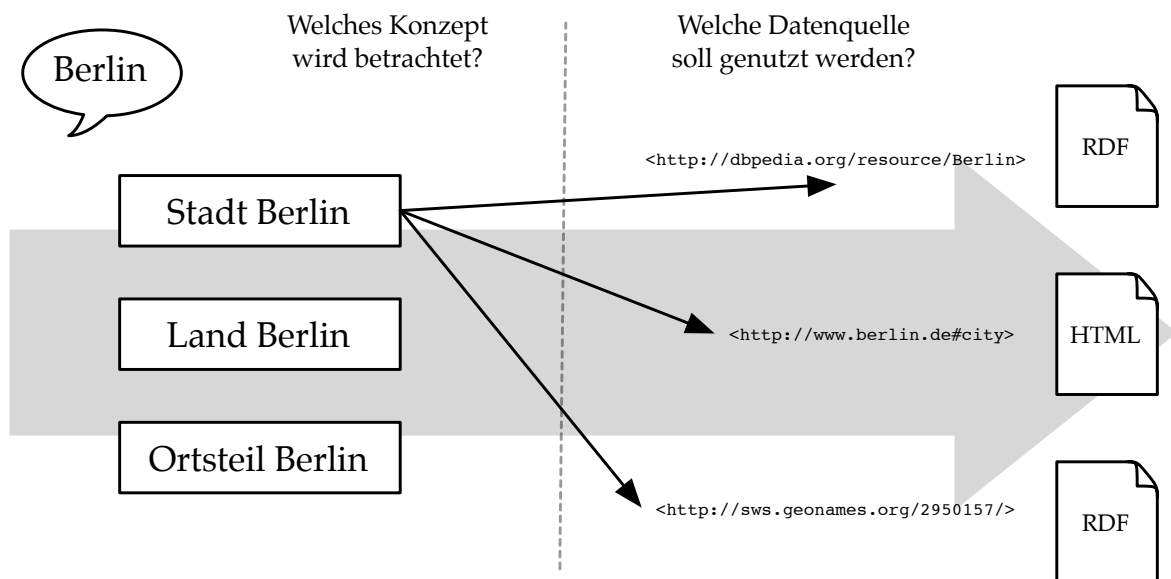 Welches Konzept
wird betrachtet?
Welche Datenquelle
soll genutzt werden?
Berlin
RDF
<http://dbpedia.org/resource/Berlin>
Stadt Berlin
Land Berlin
<http://www.berlin.de#city>
HTML
Ortsteil Berlin
<http://sws.geonames.org/2950157/>
RDF